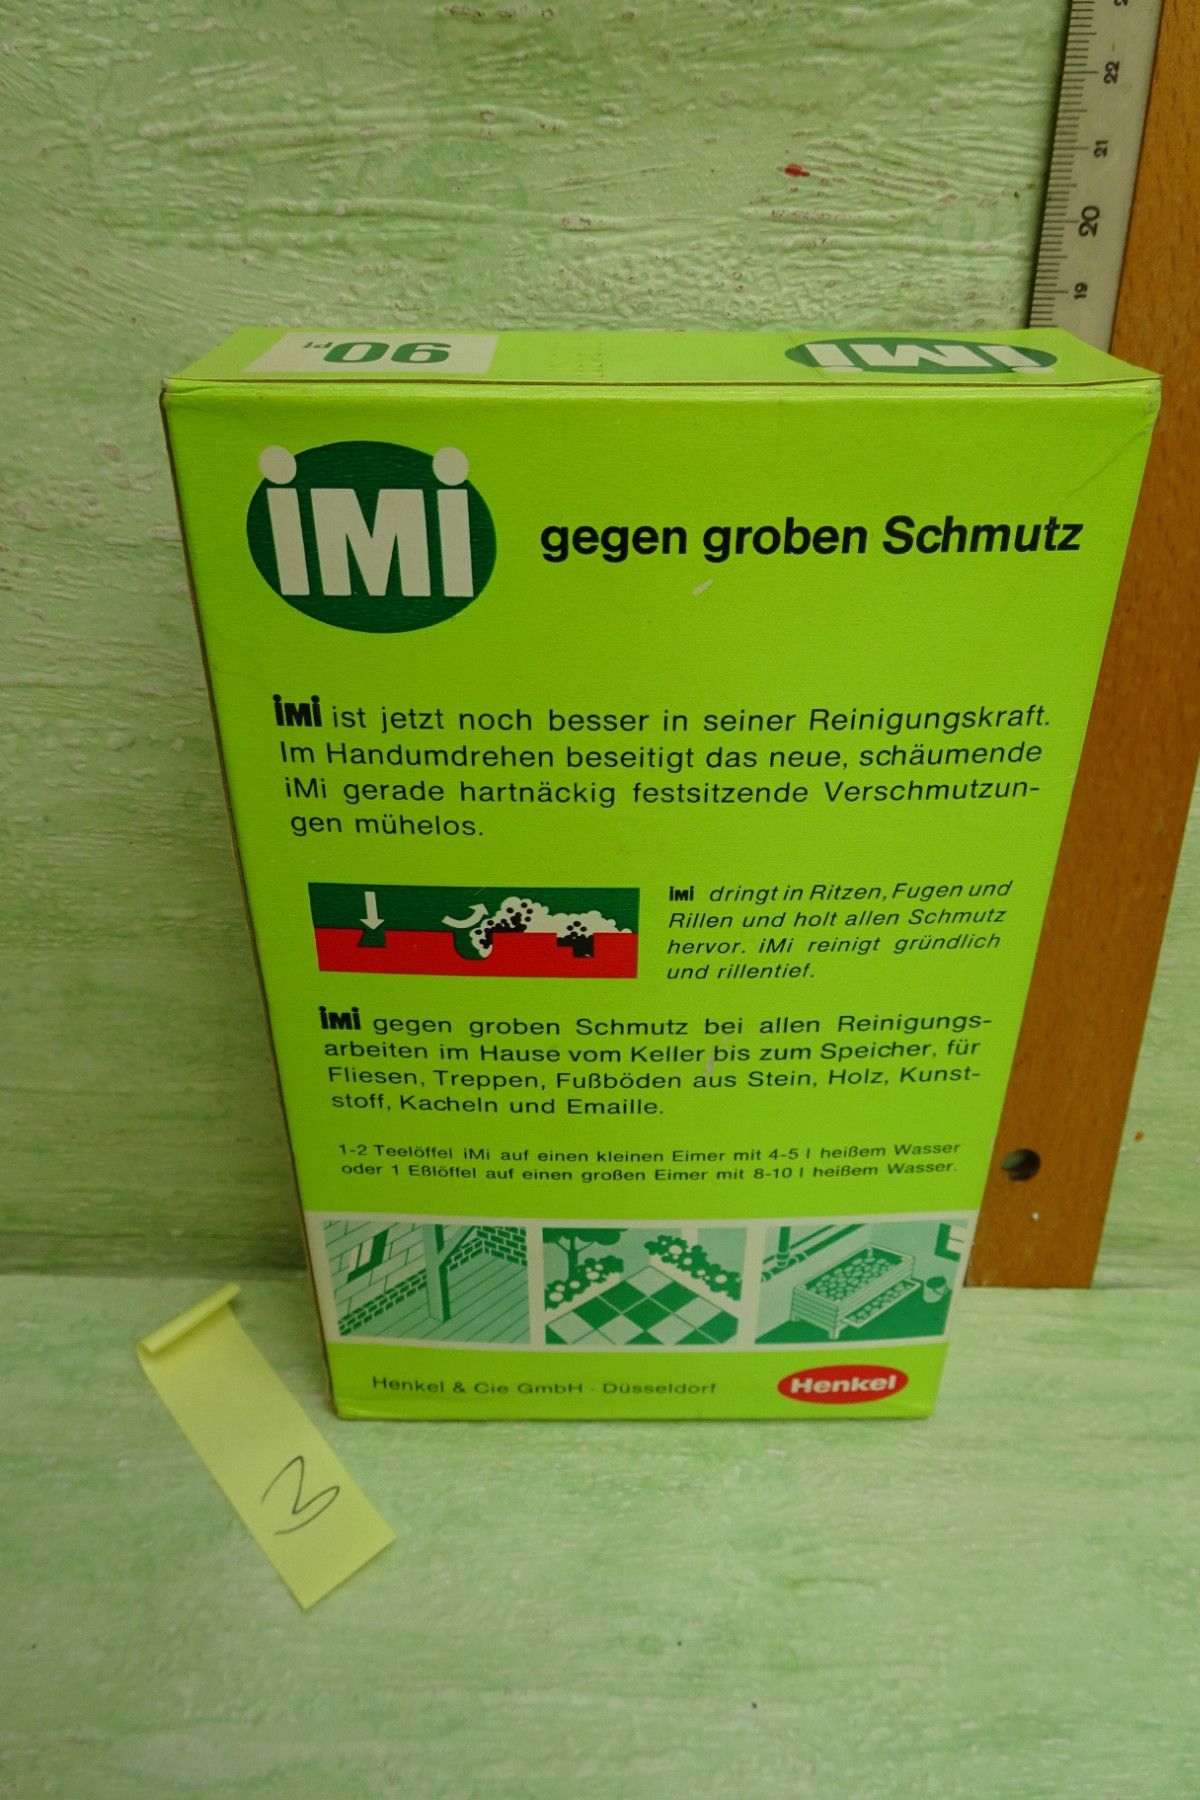 22
21
20
19
90 Pf
iMi
iMi
gegen groben Schmutz
iMi ist jetzt noch besser in seiner Reinigungskraft.
Im Handumdrehen beseitigt das neue, schäumende
iMi gerade hartnäckig festsitzende Verschmutzun-
gen mühelos.
iMi dringt in Ritzen, Fugen und
Rillen und holt allen Schmutz
hervor. iMi reinigt gründlich
und rillentief.
iMi gegen groben Schmutz bei allen Reinigungs-
arbeiten im Hause vom Keller bis zum Speicher, für
Fliesen, Treppen, Fußböden aus Stein, Holz, Kunst-
stoff, Kacheln und Emaille.
1-2 Teelöffel iMi auf einen kleinen Eimer mit 4-5 l heißem Wasser
oder 1 Eßlöffel auf einen großen Eimer mit 8-10 l heißem Wasser.
Henkel & Cie GmbH · Düsseldorf
Henkel
3